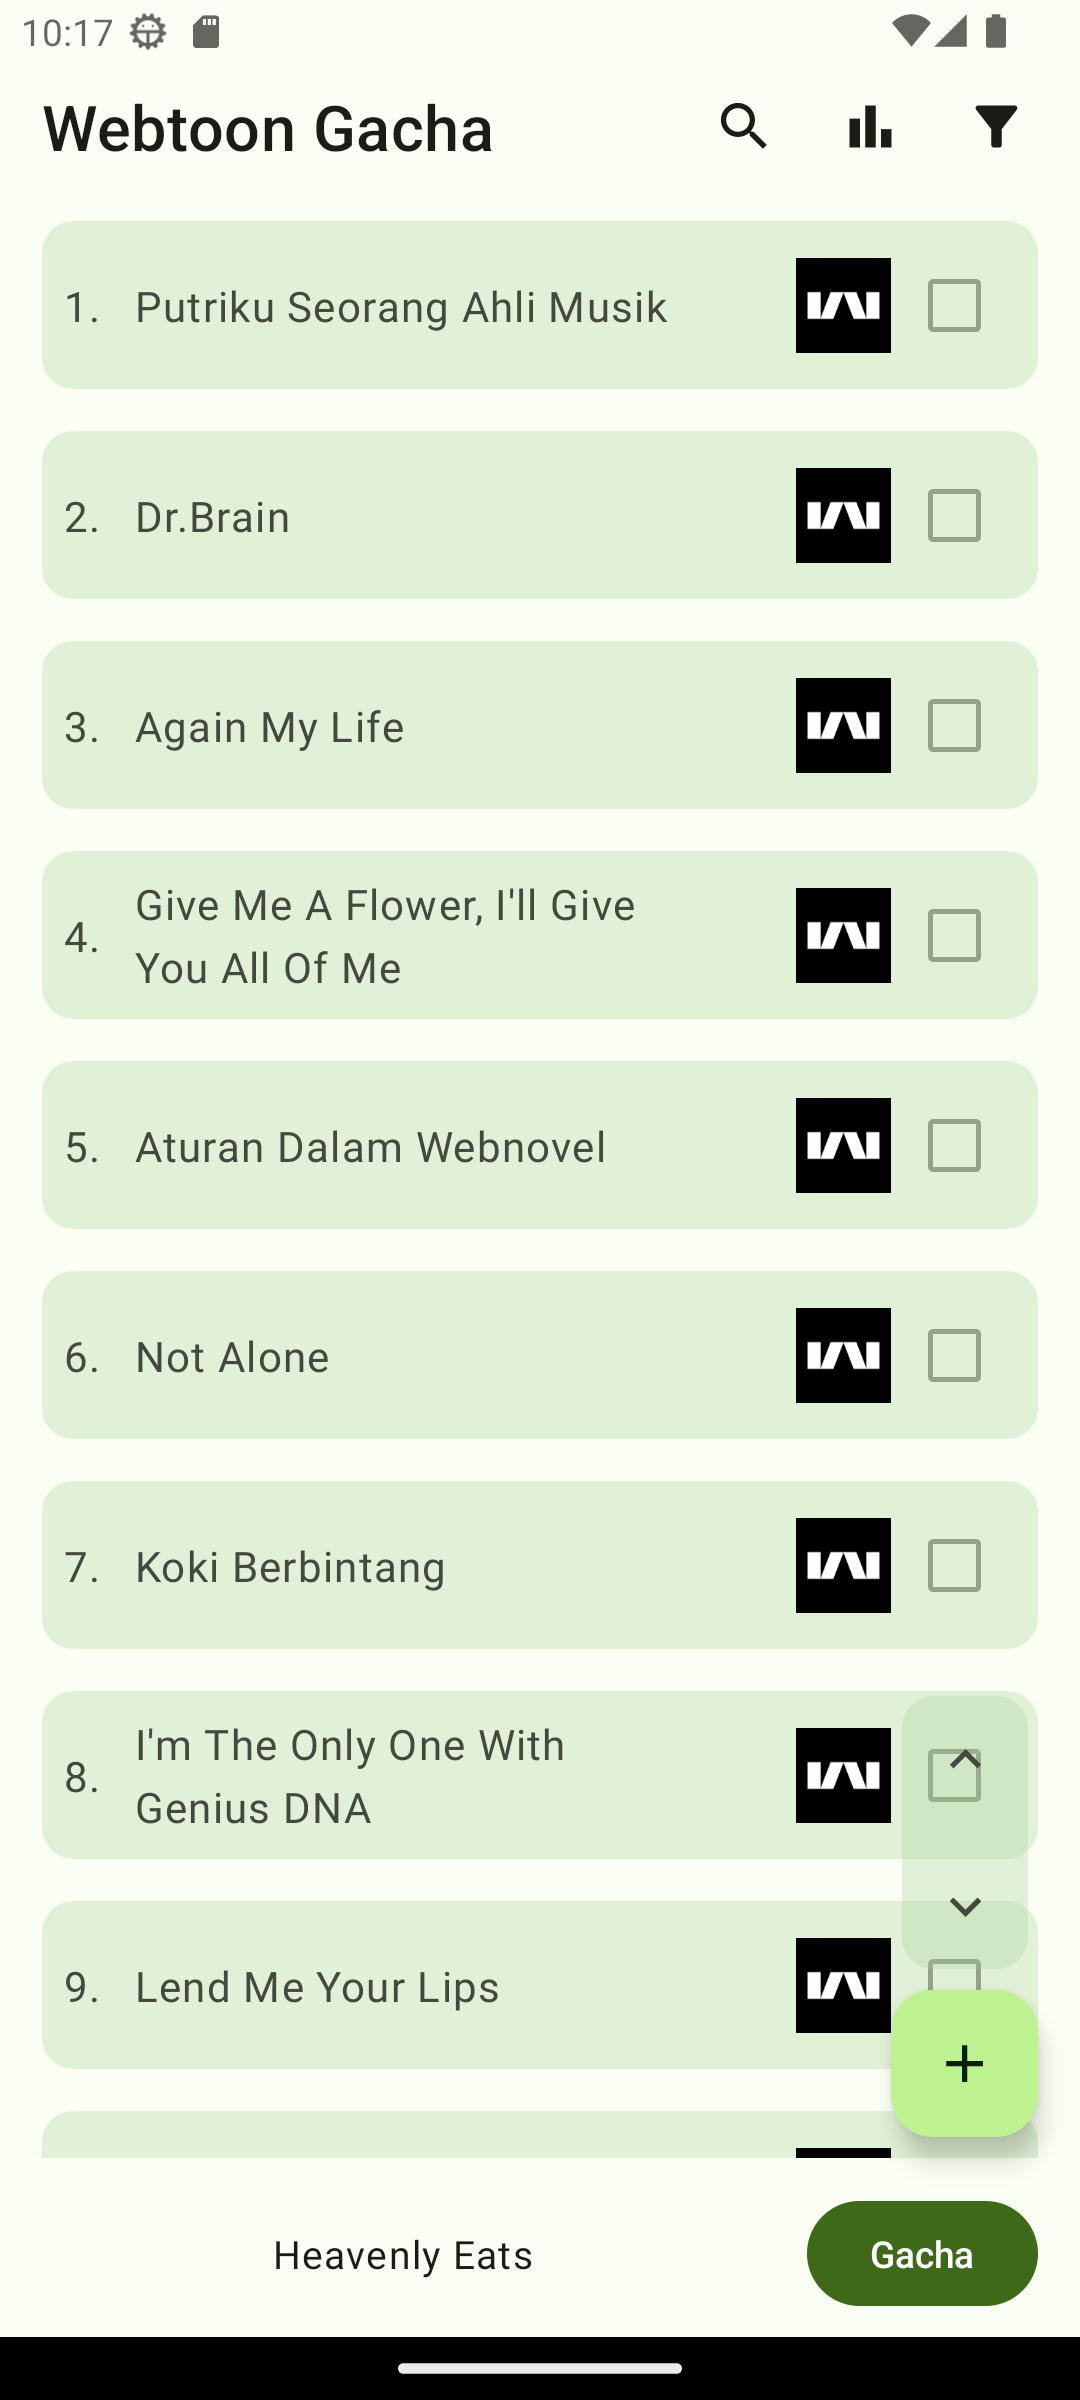 10:17
Webtoon Gacha
1. Putriku Seorang Ahli Musik
2. Dr.Brain
3. Again My Life
4. Give Me A Flower, I'll Give
You All Of Me
5. Aturan Dalam Webnovel
6. Not Alone
7. Koki Berbintang
8. I'm The Only One With
Genius DNA
9. Lend Me Your Lips
Heavenly Eats
Gacha